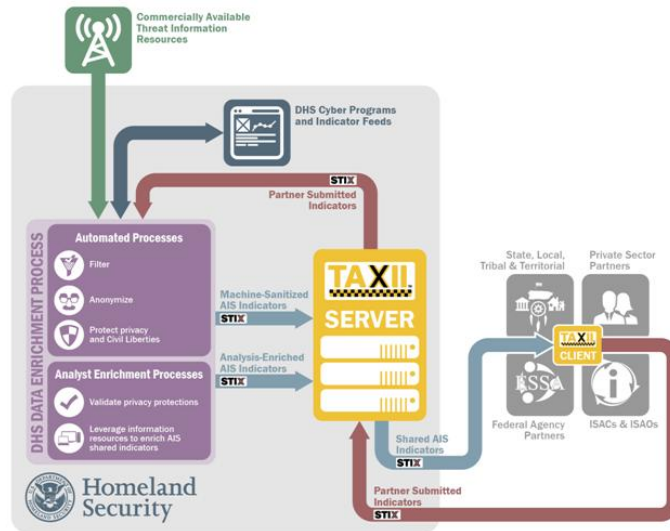 Commercially Available
Threat Information
Resources
DHS Cyber Programs
and Indicator Feeds
STIX
Partner Submitted
Indicators
DHS DATA ENRICHMENT PROCESS
Automated Processes
Filter
Anonymize
Protect privacy
and Civil Liberties
Analyst Enrichment Processes
Validate privacy protections
Leverage information
resources to enrich AIS
shared indicators
Machine-Sanitized
AIS Indicators
STIX
Analysis-Enriched
AIS Indicators
STIX
TAXII
SERVER
State, Local,
Tribal & Territorial
Private Sector
Partners
TAXII
CLIENT
Federal Agency
Partners
ISACs & ISAOs
Shared AIS
Indicators
STIX
Partner Submitted
Indicators
STIX
Homeland
Security